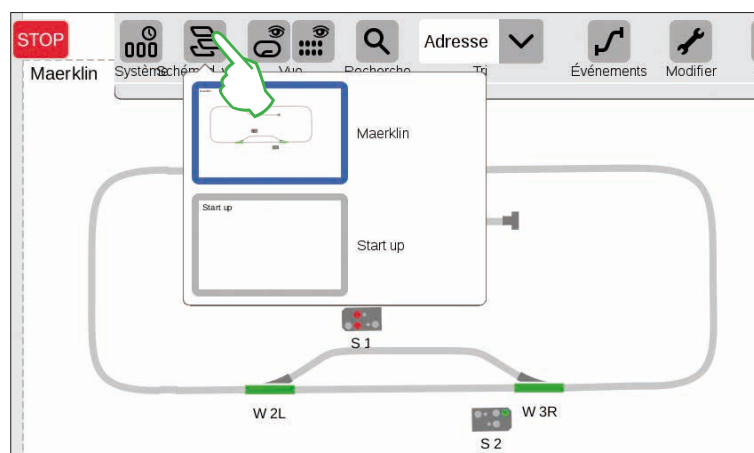 STOP
Adresse
Maerklin
Système
Vue
Recherche
Tri
Événements
Modifier
Maerklin
Start up
Start up
S 1
W 2L
W 3R
S 2